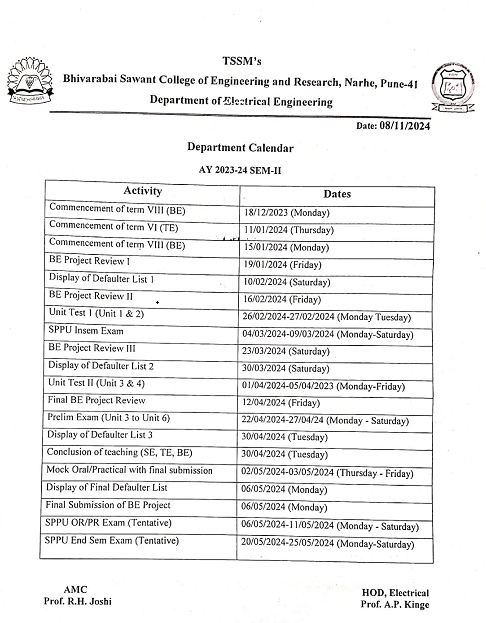 TSSM's
Bhivarabai Sawant College of Engineering and Research, Narhe, Pune-41
Department of Electrical Engineering
Date: 08/11/2024
Department Calendar
AY 2023-24 SEM-II
Activity Dates
Commencement of term VIII (BE) 18/12/2023 (Monday)
Commencement of term VI (TE) 11/01/2024 (Thursday)
Commencement of term VIII (BE) 15/01/2024 (Monday)
BE Project Review I 19/01/2024 (Friday)
Display of Defaulter List 1 10/02/2024 (Saturday)
BE Project Review II 16/02/2024 (Friday)
Unit Test 1 (Unit 1 & 2) 26/02/2024-27/02/2024 (Monday Tuesday)
SPPU Insem Exam 04/03/2024-09/03/2024 (Monday-Saturday)
BE Project Review III 23/03/2024 (Saturday)
Display of Defaulter List 2 30/03/2024 (Saturday)
Unit Test II (Unit 3 & 4) 01/04/2024-05/04/2023 (Monday-Friday)
Final BE Project Review 12/04/2024 (Friday)
Prelim Exam (Unit 3 to Unit 6) 22/04/2024-27/04/24 (Monday - Saturday)
Display of Defaulter List 3 30/04/2024 (Tuesday)
Conclusion of teaching (SE, TE, BE) 30/04/2024 (Tuesday)
Mock Oral/Practical with final submission 02/05/2024-03/05/2024 (Thursday - Friday)
Display of Final Defaulter List 06/05/2024 (Monday)
Final Submission of BE Project 06/05/2024 (Monday)
SPPU OR/PR Exam (Tentative) 06/05/2024-11/05/2024 (Monday - Saturday)
SPPU End Sem Exam (Tentative) 20/05/2024-25/05/2024 (Monday-Saturday)
AMC HOD, Electrical
Prof. R.H. Joshi Prof. A.P. Kinge